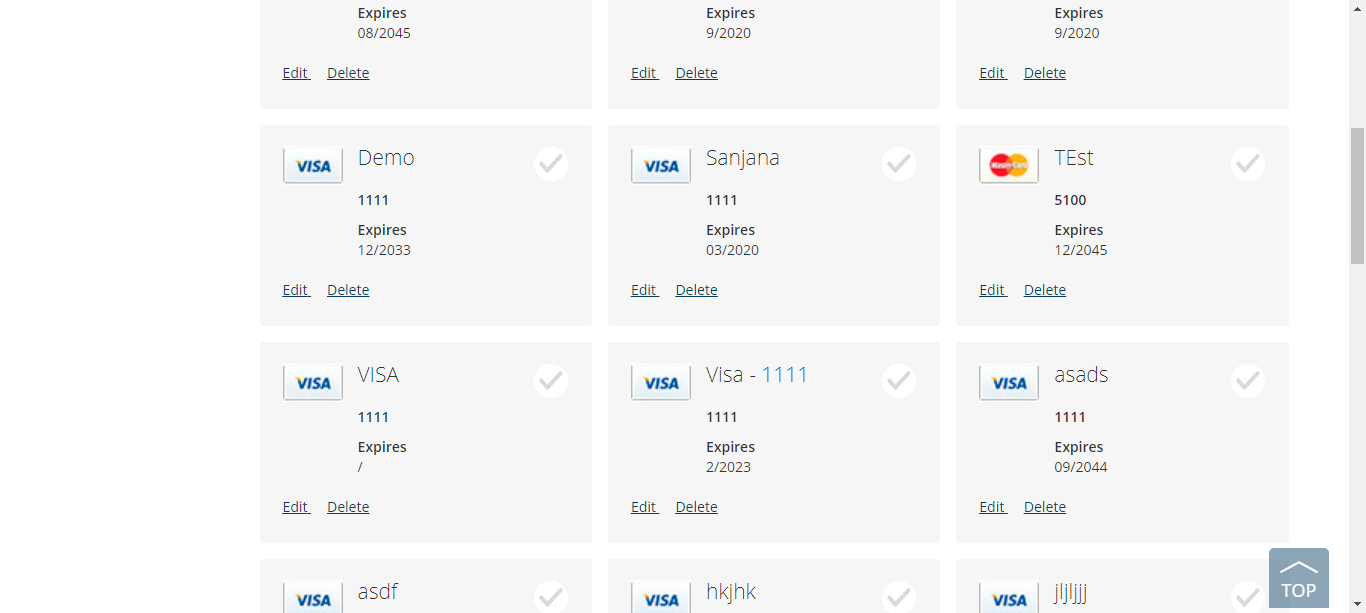 Expires Expires Expires
08/2045 9/2020 9/2020
Edit Delete Edit Delete Edit Delete
VISA Demo VISA Sanjana MasterCard TEst
1111 1111 5100
Expires Expires Expires
12/2033 03/2020 12/2045
Edit Delete Edit Delete Edit Delete
VISA VISA VISA Visa - 1111 VISA asads
1111 1111 1111
Expires Expires Expires
/ 2/2023 09/2044
Edit Delete Edit Delete Edit Delete
VISA asdf VISA hkjhk VISA jljljjj
TOP